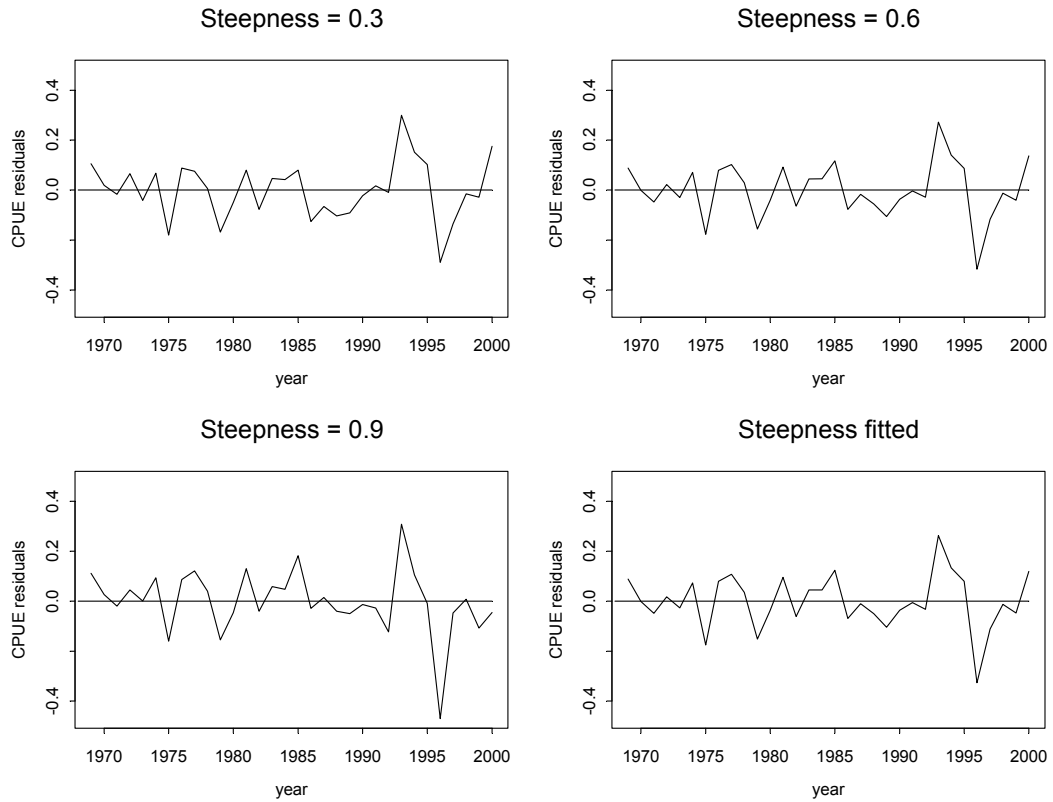 Steepness = 0.3
CPUE residuals
0.4
0.2
0.0
-0.4
1970 1975 1980 1985 1990 1995 2000
year
Steepness = 0.6
CPUE residuals
0.4
0.2
0.0
-0.4
1970 1975 1980 1985 1990 1995 2000
year
Steepness = 0.9
CPUE residuals
0.4
0.2
0.0
-0.4
1970 1975 1980 1985 1990 1995 2000
year
Steepness fitted
CPUE residuals
0.4
0.2
0.0
-0.4
1970 1975 1980 1985 1990 1995 2000
year